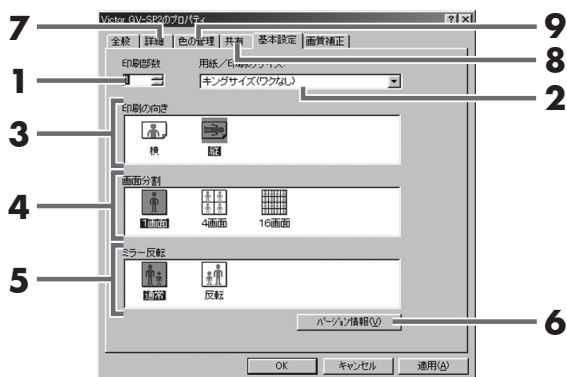 Victor GV-SP2のプロパティ
全般 詳細 色の管理 共有 基本設定 画質補正
印刷部数 用紙／印刷のサイズ
1 キングサイズ(ワクなし)
印刷の向き
横 縦
画面分割
1画面 4画面 16画面
ミラー反転
通常 反転
バージョン情報(V)
OK キャンセル 適用(A)
7
1
3
4
5
9
8
2
6